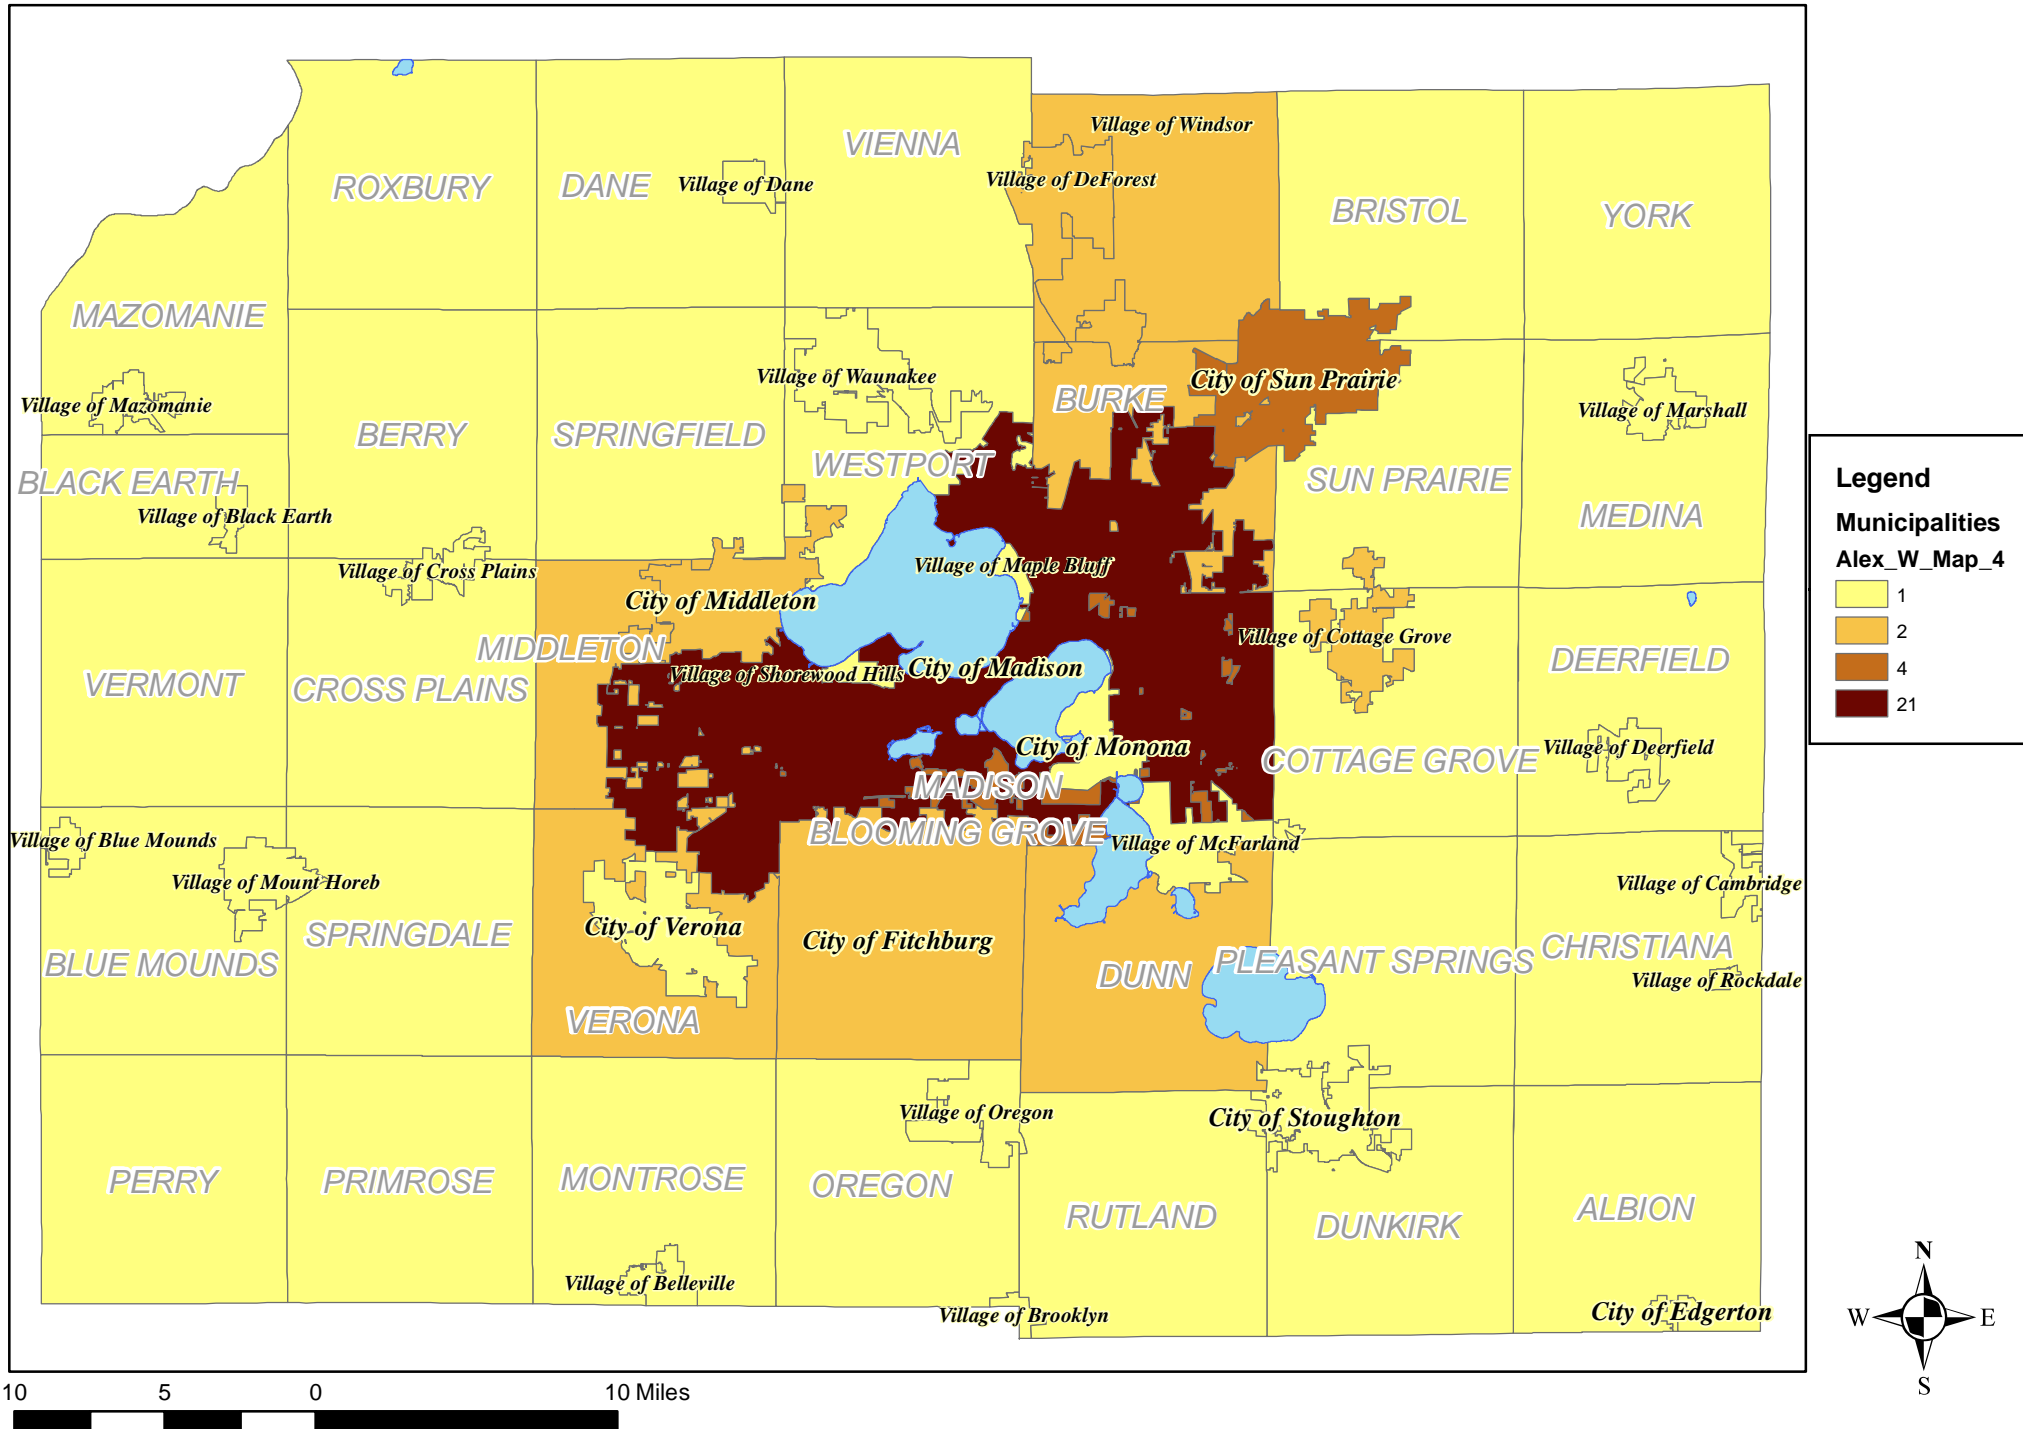 Village of Windsor
VIENNA
Village of DeForest
ROXBURY
DANE
Village of Dane
BRISTOL
YORK
MAZOMANIE
Village of Waunakee
City of Sun Prairie
BURKE
Village of Mazomanie
Village of Marshall
BERRY
SPRINGFIELD
WESTPORT
BLACK EARTH
SUN PRAIRIE
Village of Black Earth
MEDINA
Village of Cross Plains
Village of Maple Bluff
City of Middleton
Village of Cottage Grove
MIDDLETON
DEERFIELD
Village of Shorewood Hills
City of Madison
VERMONT
CROSS PLAINS
City of Monona
Village of Deerfield
COTTAGE GROVE
MADISON
BLOOMING GROVE
Village of Blue Mounds
Village of McFarland
Village of Mount Horeb
Village of Cambridge
City of Verona
SPRINGDALE
City of Fitchburg
CHRISTIANA
BLUE MOUNDS
PLEASANT SPRINGS
DUNN
Village of Rockdale
VERONA
Village of Oregon
City of Stoughton
PERRY
PRIMROSE
MONTROSE
OREGON
RUTLAND
DUNKIRK
ALBION
Village of Belleville
Village of Brooklyn
City of Edgerton
Legend
Municipalities
Alex_W_Map_4
1
2
4
21
N
W E
S
10 5 0 10 Miles